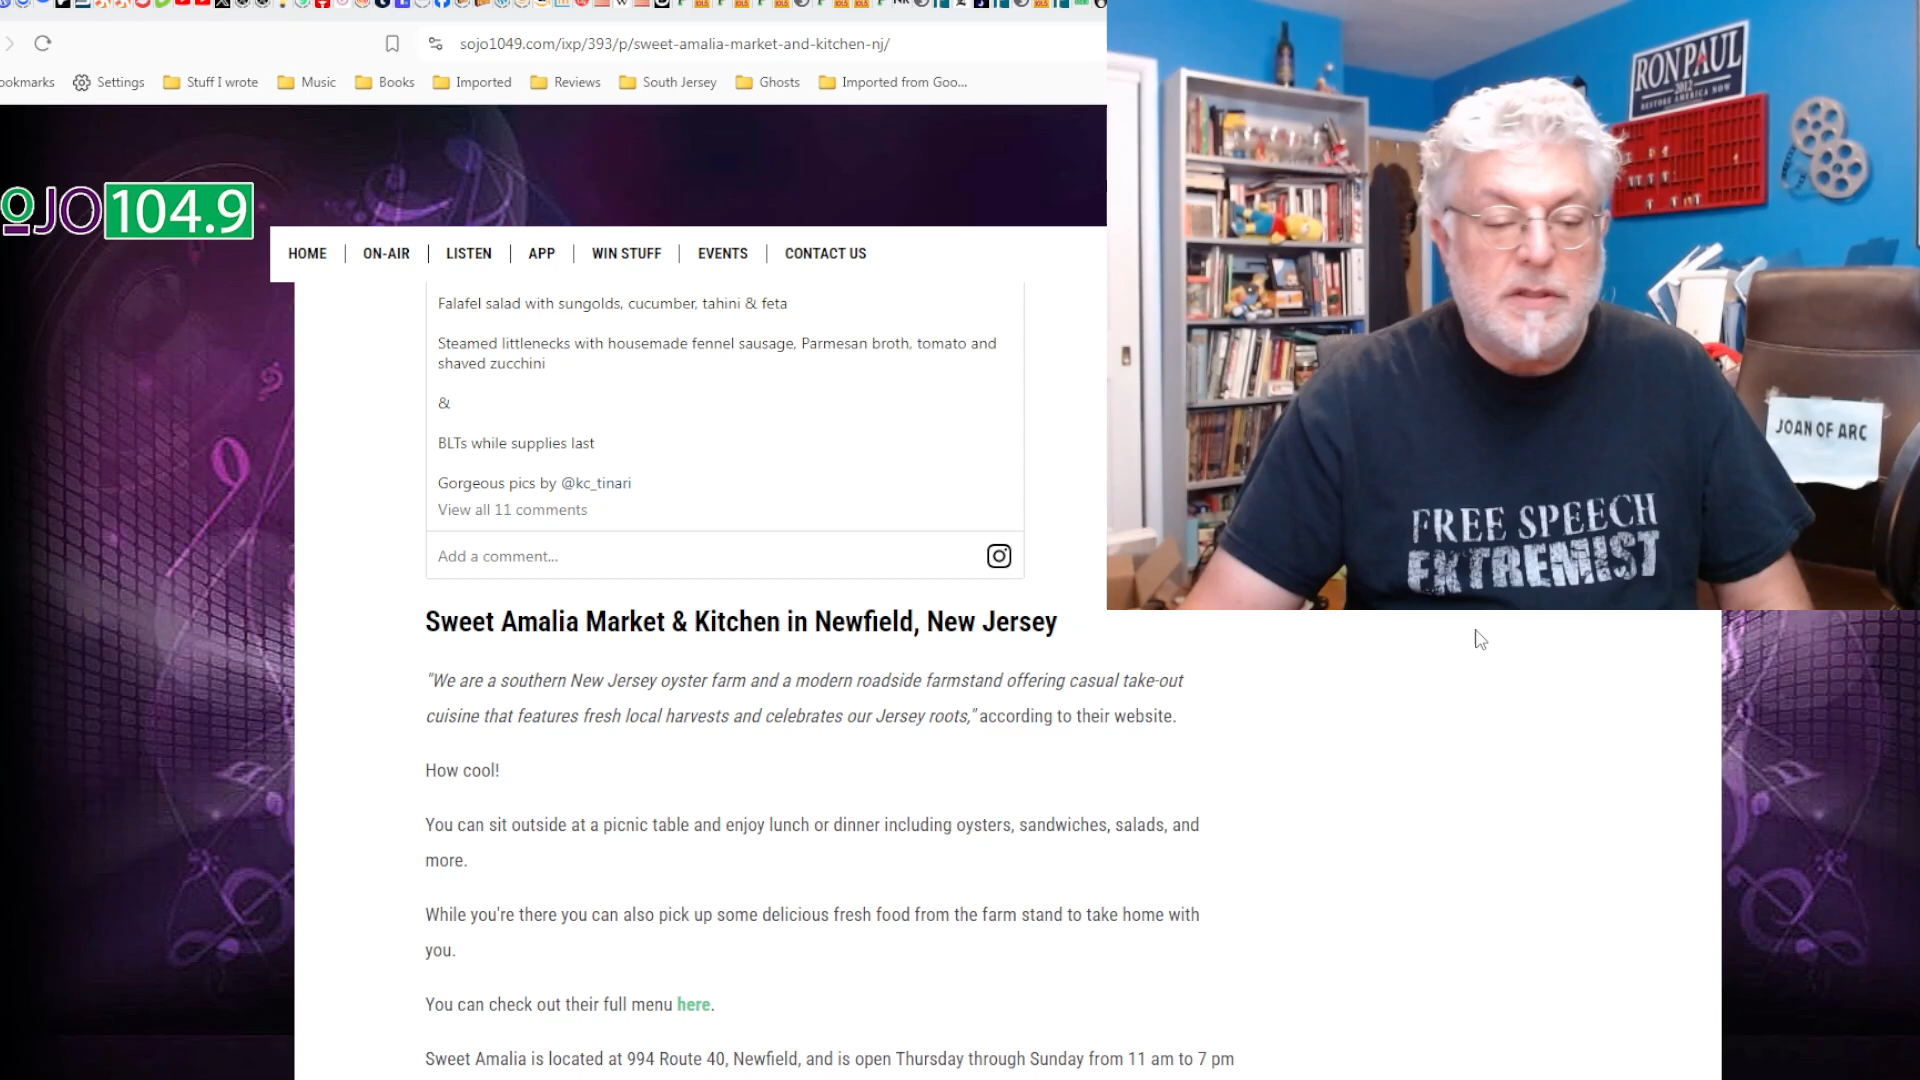 sojo1049.com/ixp/393/p/sweet-amalia-market-and-kitchen-nj/
ookmarks Settings Stuff I wrote Music Books Imported Reviews South Jersey Ghosts Imported from Goo...
OJO 104.9
HOME ON-AIR LISTEN APP WIN STUFF EVENTS CONTACT US
Falafel salad with sungolds, cucumber, tahini & feta
Steamed littlenecks with housemade fennel sausage, Parmesan broth, tomato and
shaved zucchini
&
BLTs while supplies last
Gorgeous pics by @kc_tinari
View all 11 comments
Add a comment...
Sweet Amalia Market & Kitchen in Newfield, New Jersey
"We are a southern New Jersey oyster farm and a modern roadside farmstand offering casual take-out
cuisine that features fresh local harvests and celebrates our Jersey roots," according to their website.
How cool!
You can sit outside at a picnic table and enjoy lunch or dinner including oysters, sandwiches, salads, and
more.
While you're there you can also pick up some delicious fresh food from the farm stand to take home with
you.
You can check out their full menu here.
Sweet Amalia is located at 994 Route 40, Newfield, and is open Thursday through Sunday from 11 am to 7 pm
RON PAUL
2012
RESTORE AMERICA NOW
JOAN OF ARC
FREE SPEECH
EXTREMIST